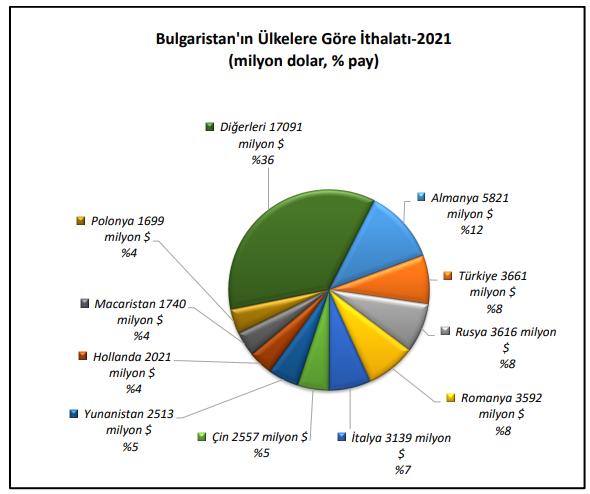 Bulgaristan'ın Ülkelere Göre İthalatı-2021
(milyon dolar, % pay)
Diğerleri 17091
milyon $
%36
Almanya 5821
milyon $
%12
Türkiye 3661
milyon $
%8
Rusya 3616 milyon
$
%8
Romanya 3592
milyon $
%8
İtalya 3139 milyon
$
%7
Çin 2557 milyon $
%5
Yunanistan 2513
milyon $
%5
Hollanda 2021
milyon $
%4
Macaristan 1740
milyon $
%4
Polonya 1699
milyon $
%4